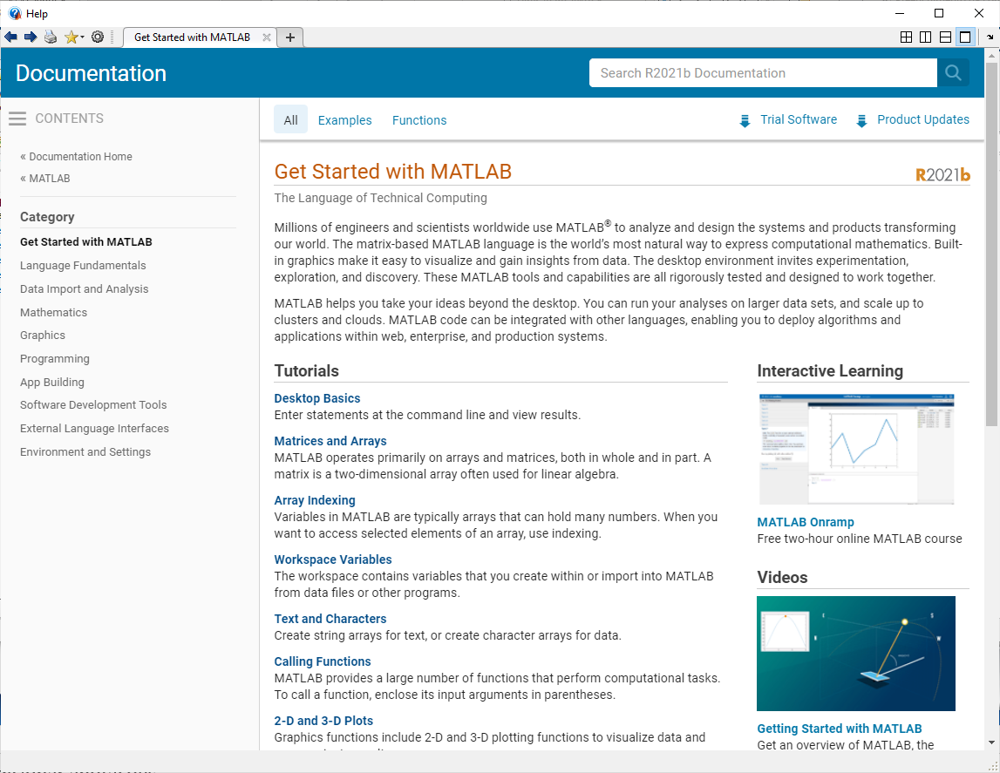 Help
Get Started with MATLAB
Documentation
Search R2021b Documentation
CONTENTS
« Documentation Home
« MATLAB
Category
Get Started with MATLAB
Language Fundamentals
Data Import and Analysis
Mathematics
Graphics
Programming
App Building
Software Development Tools
External Language Interfaces
Environment and Settings
All Examples Functions
Trial Software Product Updates
Get Started with MATLAB
R2021b
The Language of Technical Computing
Millions of engineers and scientists worldwide use MATLAB® to analyze and design the systems and products transforming
our world. The matrix-based MATLAB language is the world’s most natural way to express computational mathematics. Built-
in graphics make it easy to visualize and gain insights from data. The desktop environment invites experimentation,
exploration, and discovery. These MATLAB tools and capabilities are all rigorously tested and designed to work together.
MATLAB helps you take your ideas beyond the desktop. You can run your analyses on larger data sets, and scale up to
clusters and clouds. MATLAB code can be integrated with other languages, enabling you to deploy algorithms and
applications within web, enterprise, and production systems.
Tutorials
Desktop Basics
Enter statements at the command line and view results.
Matrices and Arrays
MATLAB operates primarily on arrays and matrices, both in whole and in part. A
matrix is a two-dimensional array often used for linear algebra.
Array Indexing
Variables in MATLAB are typically arrays that can hold many numbers. When you
want to access selected elements of an array, use indexing.
Workspace Variables
The workspace contains variables that you create within or import into MATLAB
from data files or other programs.
Text and Characters
Create string arrays for text, or create character arrays for data.
Calling Functions
MATLAB provides a large number of functions that perform computational tasks.
To call a function, enclose its input arguments in parentheses.
2-D and 3-D Plots
Graphics functions include 2-D and 3-D plotting functions to visualize data and
Interactive Learning
MATLAB Onramp
Free two-hour online MATLAB course
Videos
E
S
N
W
Getting Started with MATLAB
Get an overview of MATLAB, the